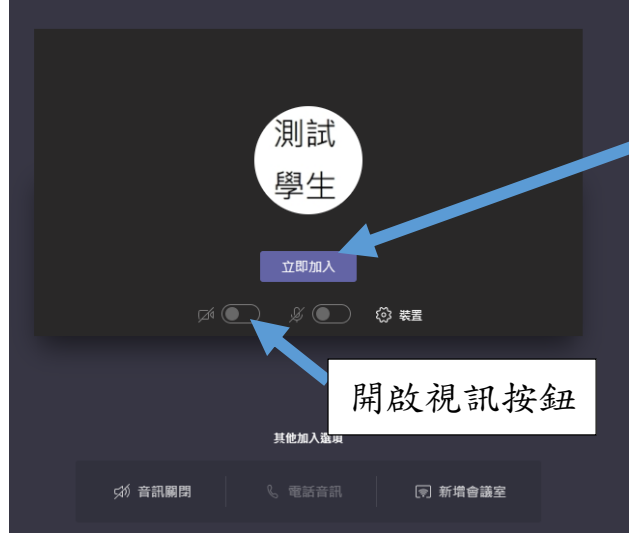 測試
學生
立即加入
裝置
開啟視訊按鈕
其他加入選項
音訊關閉
電話音訊
新增會議室